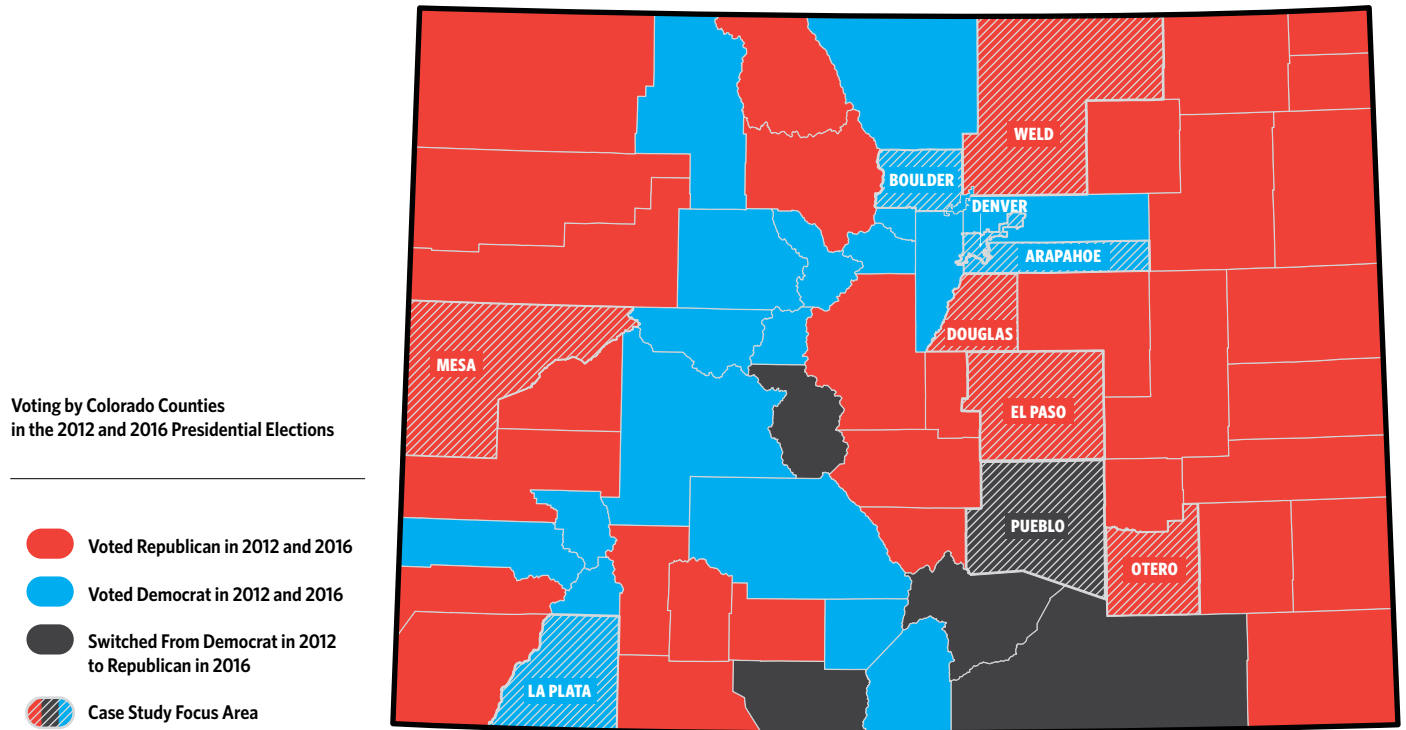 Voting by Colorado Counties
in the 2012 and 2016 Presidential Elections
Voted Republican in 2012 and 2016
Voted Democrat in 2012 and 2016
Switched From Democrat in 2012
to Republican in 2016
Case Study Focus Area
WELD
BOULDER
DENVER
ARAPAHOE
DOUGLAS
MESA
EL PASO
PUEBLO
OTERO
LA PLATA